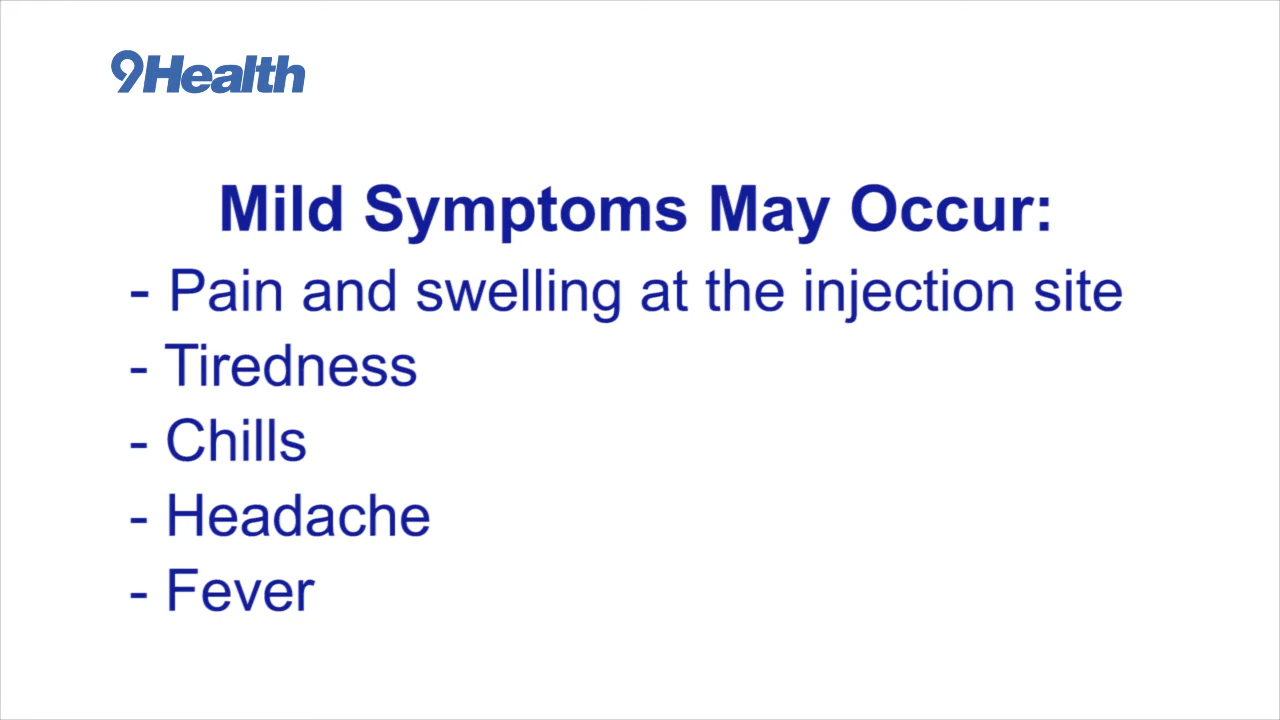 9Health
Mild Symptoms May Occur:
- Pain and swelling at the injection site
- Tiredness
- Chills
- Headache
- Fever